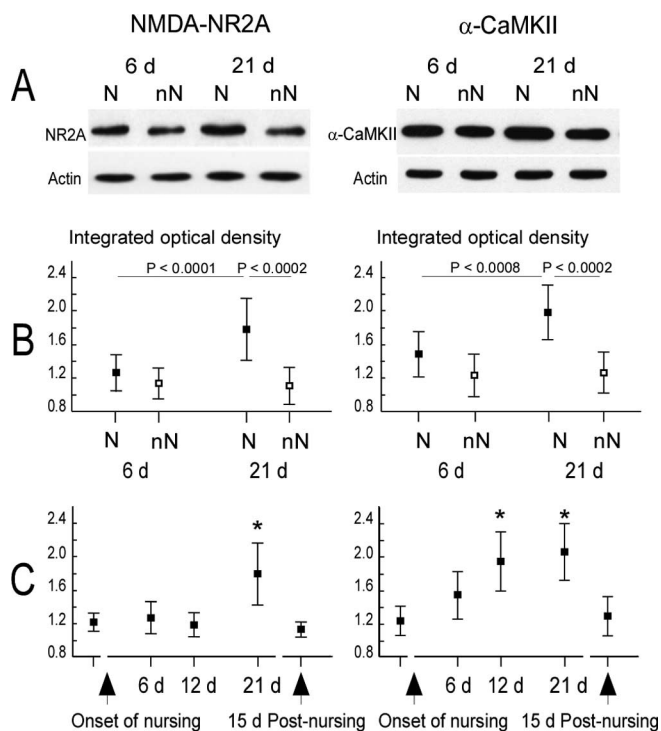 NMDA-NR2A α-CaMKII
6 d 21 d 6 d 21 d
A N nN N nN N nN N nN
NR2A α-CaMKII
Actin Actin
Integrated optical density Integrated optical density
B
P < 0.0001 P < 0.0002 P < 0.0008 P < 0.0002
2.4 2.4
2.0 2.0
1.6 1.6
1.2 1.2
0.8 0.8
N nN N nN N nN N nN
6 d 21 d 6 d 21 d
C
2.4 * 2.4 * *
2.0 2.0
1.6 1.6
1.2 1.2
0.8 0.8
6 d 12 d 21 d 6 d 12 d 21 d
Onset of nursing 15 d Post-nursing Onset of nursing 15 d Post-nursing